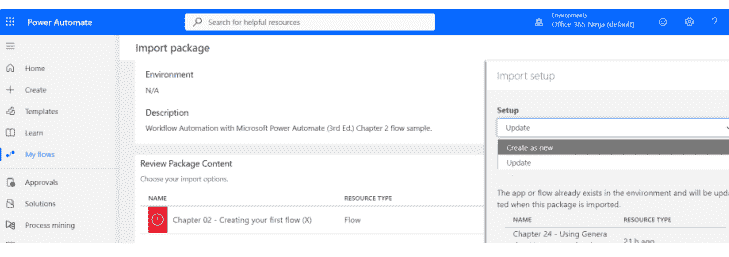 Power Automate
Search for helpful resources
Environments
Office 365 Ninja (default)
?
Import package
Home
Create
Templates
Learn
My flows
Approvals
Solutions
Process mining
Environment
N/A
Description
Workflow Automation with Microsoft Power Automate (3rd Ed.) Chapter 2 flow sample.
Review Package Content
Choose your import options.
NAME RESOURCE TYPE
Chapter 02 - Creating your first flow (X) Flow
Import setup
Setup
Update
Create as new
Update
The app or flow already exists in the environment and will be upda
ted when this package is imported.
NAME RESOURCE TYPE
Chapter 24 - Using Genera
23 h ago